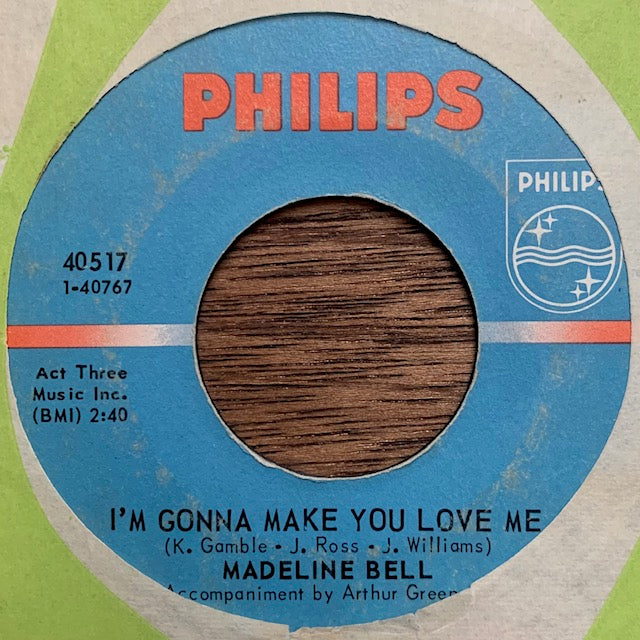 PHILIPS
PHILIPS
40517
1-40767
Act Three
Music Inc.
(BMI) 2:40
I'M GONNA MAKE YOU LOVE ME
(K. Gamble • J. Ross • J. Williams)
MADELINE BELL
Accompaniment by Arthur Green